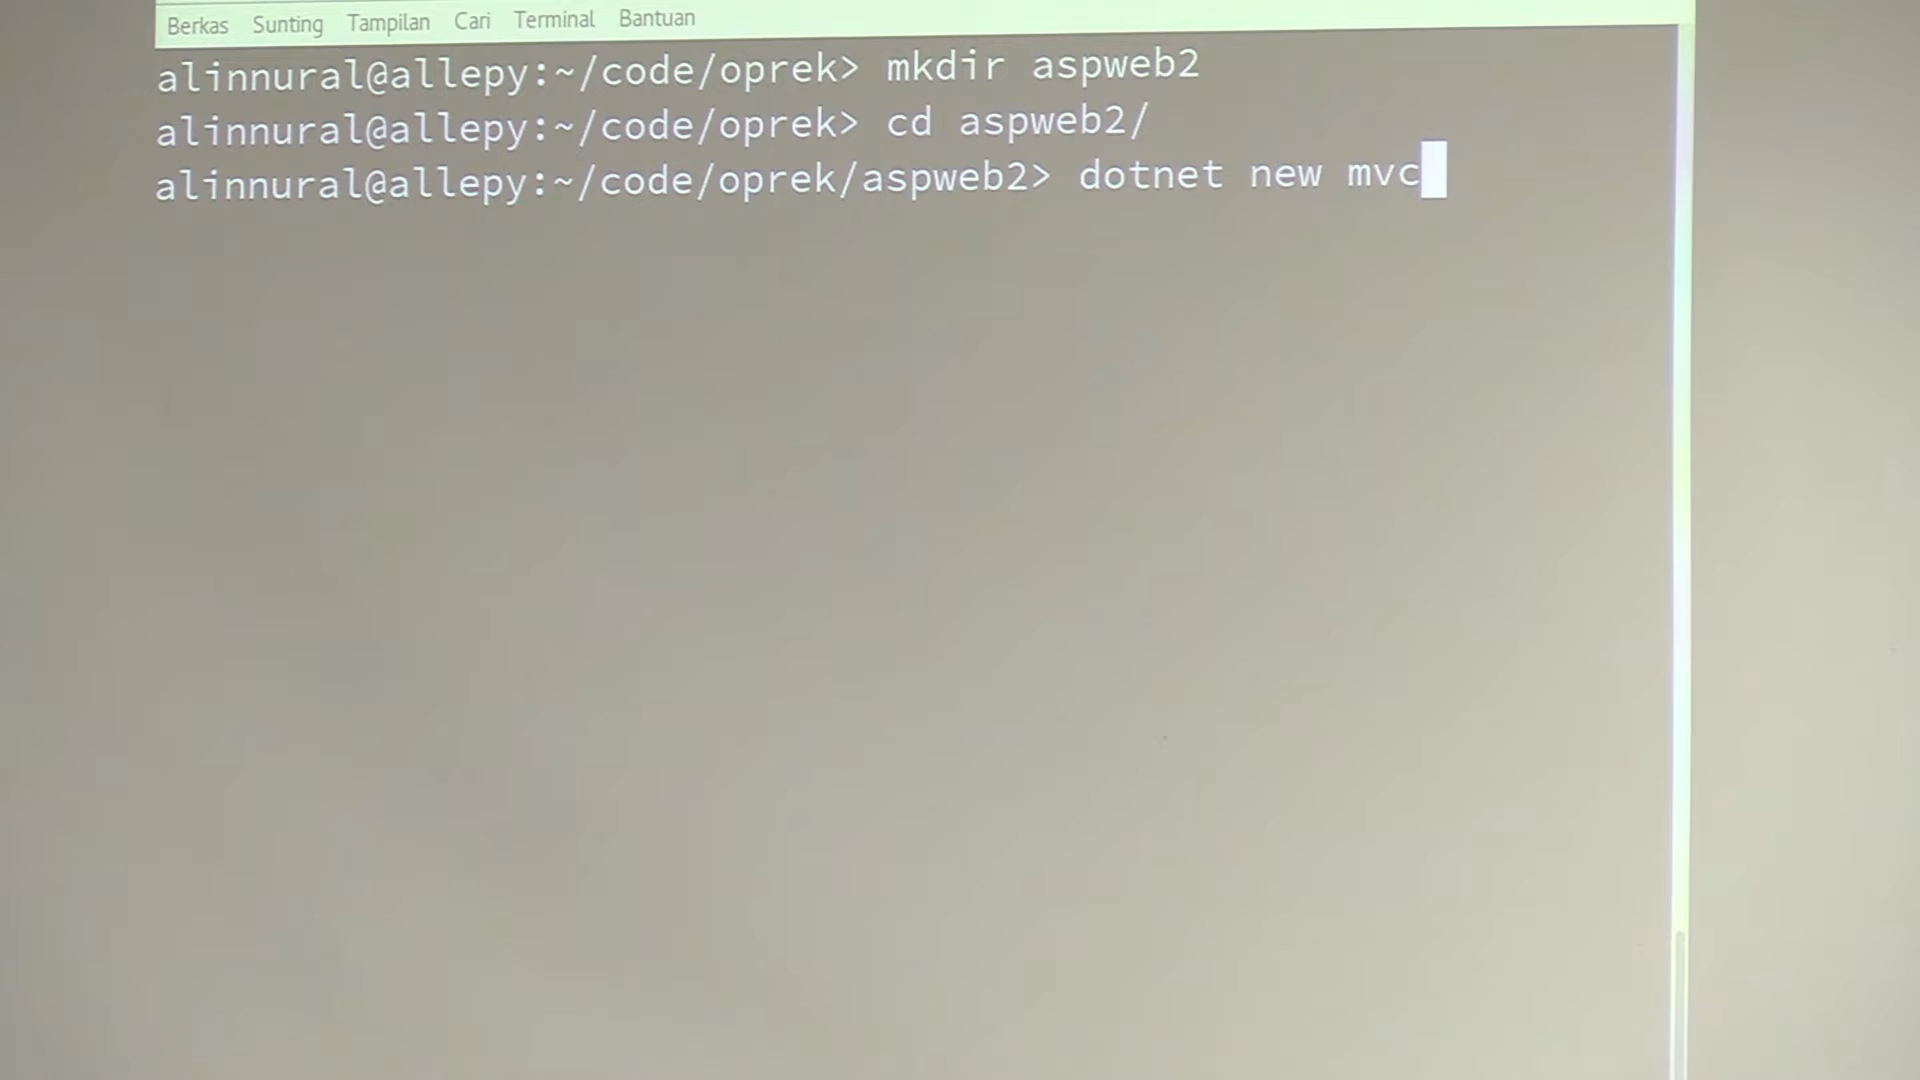 Berkas Sunting Tampilan Cari Terminal Bantuan
alinnural@allepy:~/code/oprek> mkdir aspweb2
alinnural@allepy:~/code/oprek> cd aspweb2/
alinnural@allepy:~/code/oprek/aspweb2> dotnet new mvc